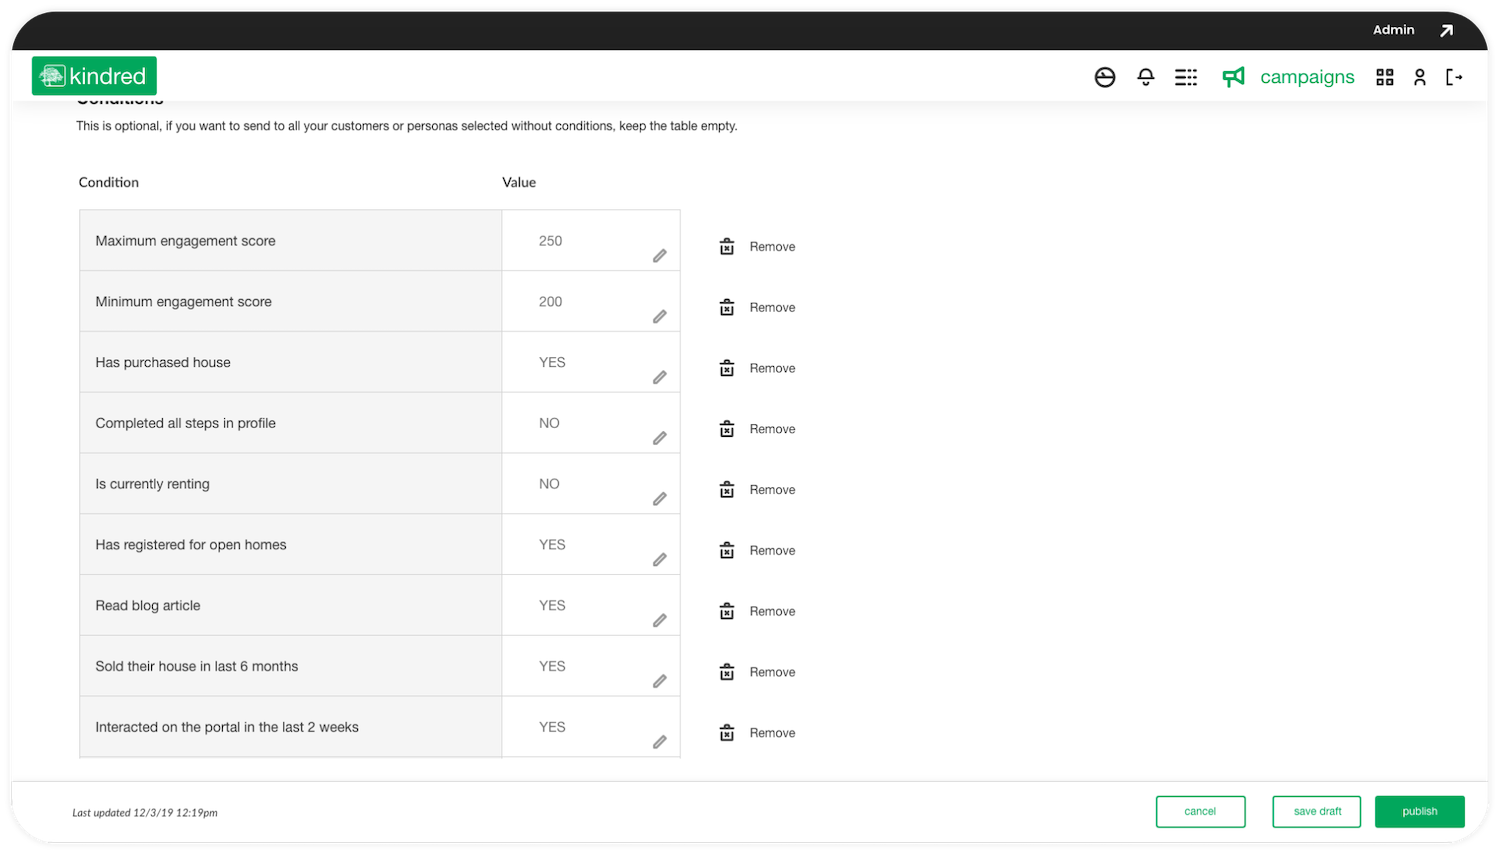 Admin
kindred
campaigns
Conditions
This is optional, if you want to send to all your customers or personas selected without conditions, keep the table empty.
Condition Value
Maximum engagement score 250 Remove
Minimum engagement score 200 Remove
Has purchased house YES Remove
Completed all steps in profile NO Remove
Is currently renting NO Remove
Has registered for open homes YES Remove
Read blog article YES Remove
Sold their house in last 6 months YES Remove
Interacted on the portal in the last 2 weeks YES Remove
Last updated 12/3/19 12:19pm cancel save draft publish